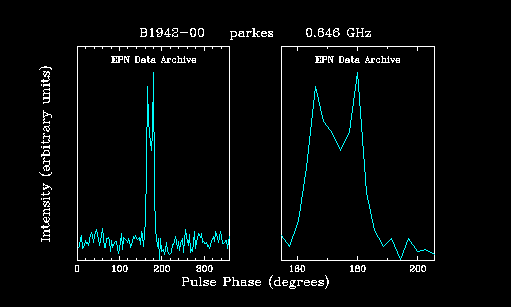 B1942-00 parkes 0.646 GHz
EPN Data Archive EPN Data Archive
Intensity (arbitrary units)
0 100 200 300 160 180 200
Pulse Phase (degrees)